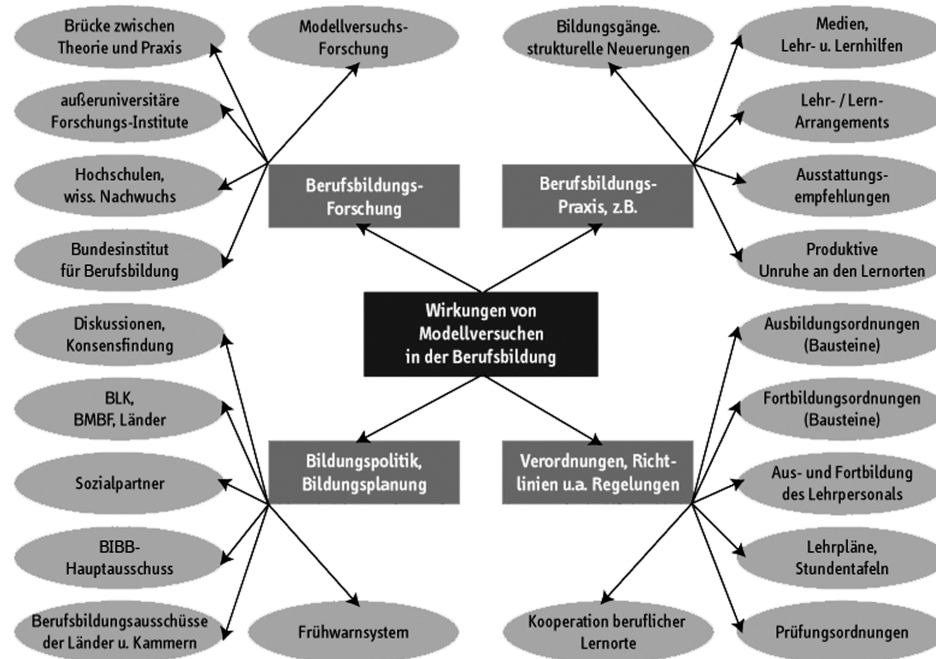 Brücke zwischen
Theorie und Praxis
Modellversuchs-
Forschung
Bildungsgänge.
strukturelle Neuerungen
Medien,
Lehr- u. Lernhilfen
außeruniversitäre
Forschungs-Institute
Lehr- / Lern-
Arrangements
Hochschulen,
wiss. Nachwuchs
Berufsbildungs-
Forschung
Berufsbildungs-
Praxis, z.B.
Ausstattungs-
empfehlungen
Bundesinstitut
für Berufsbildung
Produktive
Unruhe an den Lernorten
Wirkungen von
Modellversuchen
in der Berufsbildung
Diskussionen,
Konsensfindung
Ausbildungsordnungen
(Bausteine)
BLK,
BMBF, Länder
Fortbildungsordnungen
(Bausteine)
Bildungspolitik,
Bildungsplanung
Verordnungen, Richt-
linien u.a. Regelungen
Sozialpartner
Aus- und Fortbildung
des Lehrpersonals
BIBB-
Hauptausschuss
Lehrpläne,
Stundentafeln
Berufsbildungsausschüsse
der Länder u. Kammern
Frühwarnsystem
Kooperation beruflicher
Lernorte
Prüfungsordnungen